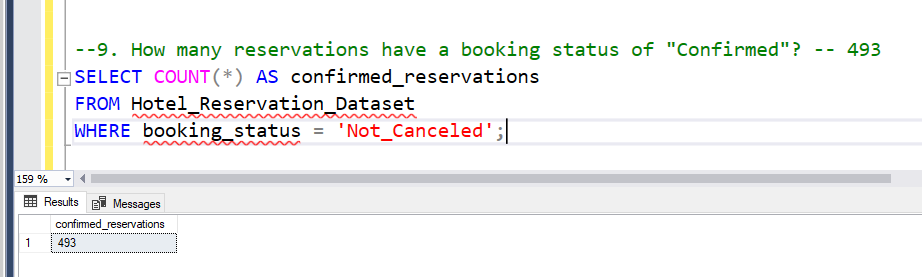 --9. How many reservations have a booking status of "Confirmed"? -- 493
SELECT COUNT(*) AS confirmed_reservations
FROM Hotel_Reservation_Dataset
WHERE booking_status = 'Not_Canceled';
159 %
Results Messages
confirmed_reservations
1 493